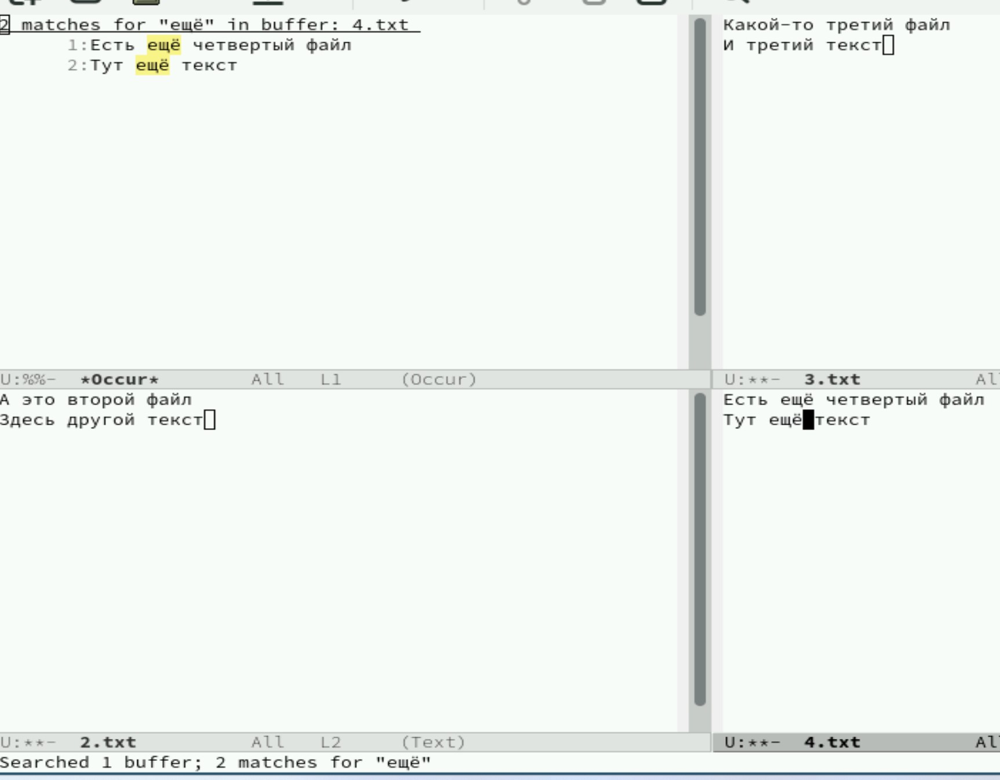 2 matches for "ещё" in buffer: 4.txt
1:Есть ещё четвертый файл
2:Тут ещё текст
Какой-то третий файл
И третий текст
U:%%- *Occur* All L1 (Occur)
U:**- 3.txt Al
А это второй файл
Здесь другой текст
Есть ещё четвертый файл
Тут ещё текст
U:**- 2.txt All L2 (Text)
U:**- 4.txt Al
Searched 1 buffer; 2 matches for "ещё"